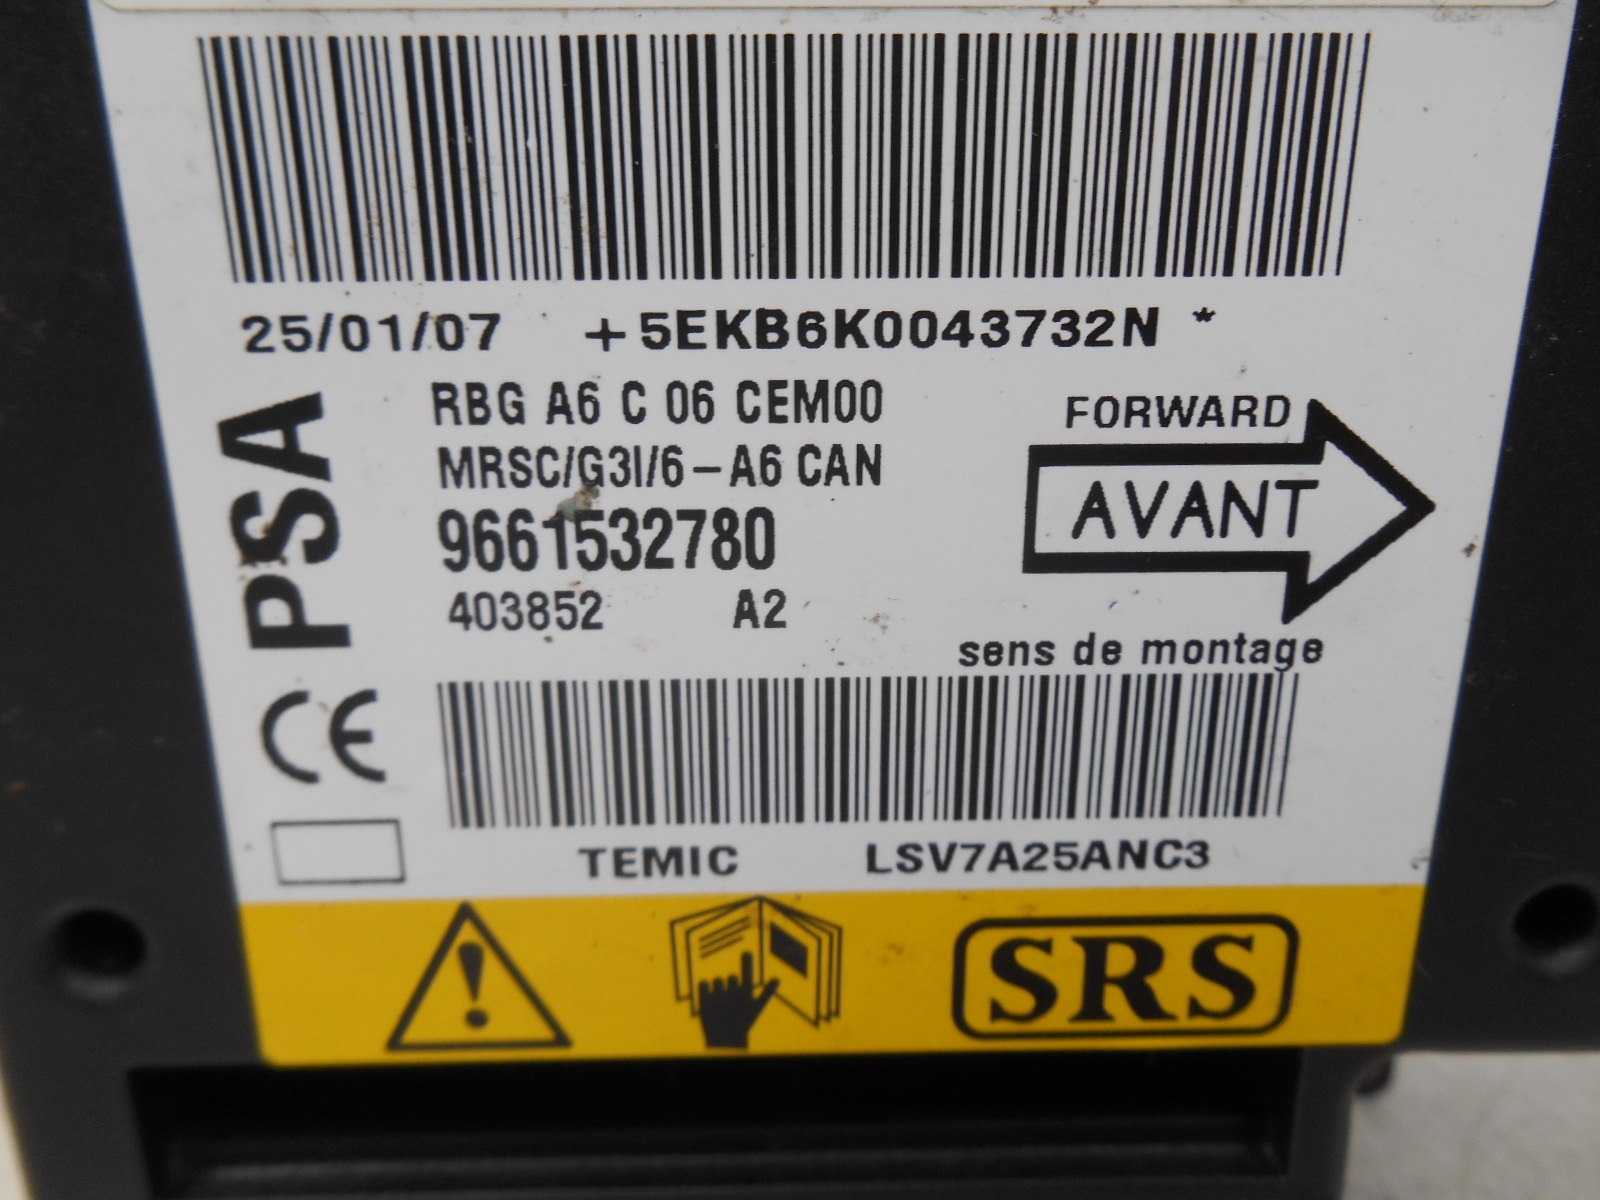 25/01/07 +5EKB6K0043732N *
PSA
RBG A6 C 06 CEM00
MRSC/G3I/6-A6 CAN
9661532780
403852 A2
FORWARD
AVANT
sens de montage
CE
TEMIC LSV7A25ANC3
SRS